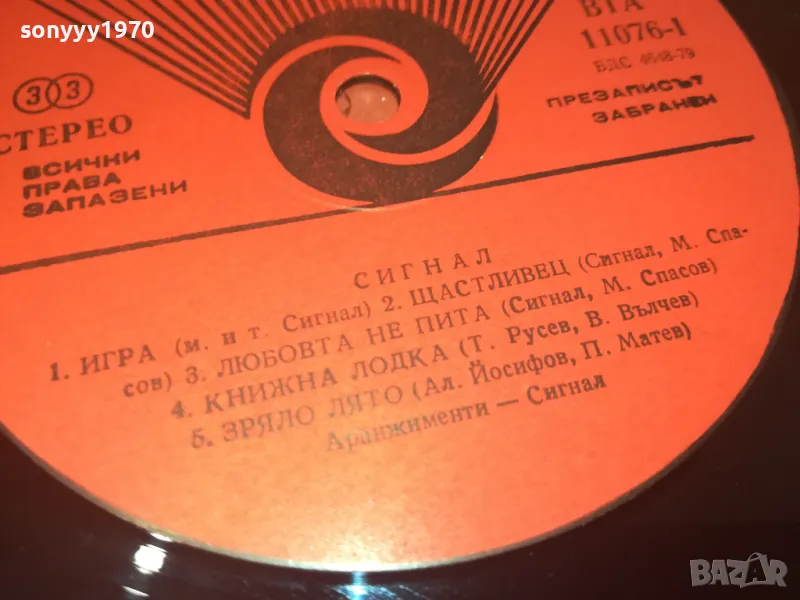 sonyyy1970
33
СТЕРЕО
ВСИЧКИ
ПРАВА
ЗАПАЗЕНИ
ВТА
11076-1
БДС 4648-79
ПРЕЗАПИСЪТ
ЗАБРАНЕН
СИГНАЛ
1. ИГРА (м. и т. Сигнал) 2. ЩАСТЛИВЕЦ (Сигнал, М. Спа-
сов) 3. ЛЮБОВТА НЕ ПИТА (Сигнал, М. Спасов)
4. КНИЖНА ЛОДКА (Т. Русев, В. Вълчев)
5. ЗРЯЛО ЛЯТО (Ал. Йосифов, П. Матев)
Аранжименти — Сигнал
BAZAR